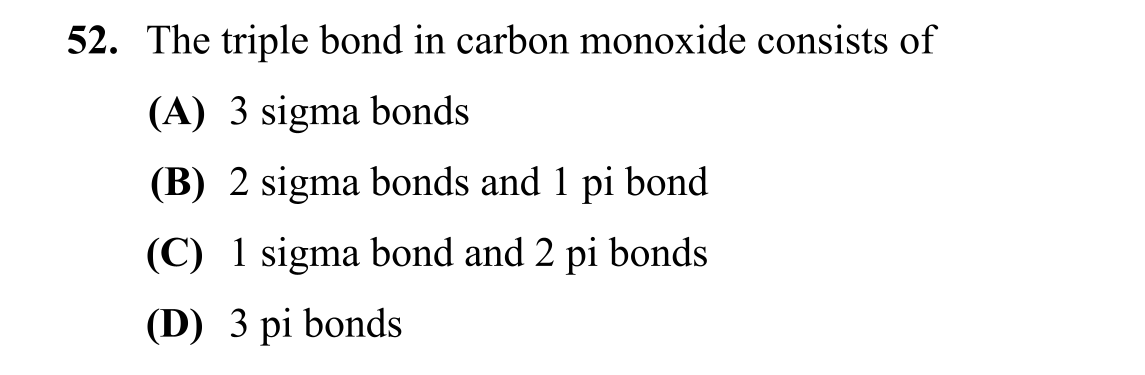 52. The triple bond in carbon monoxide consists of
(A) 3 sigma bonds
(B) 2 sigma bonds and 1 pi bond
(C) 1 sigma bond and 2 pi bonds
(D) 3 pi bonds